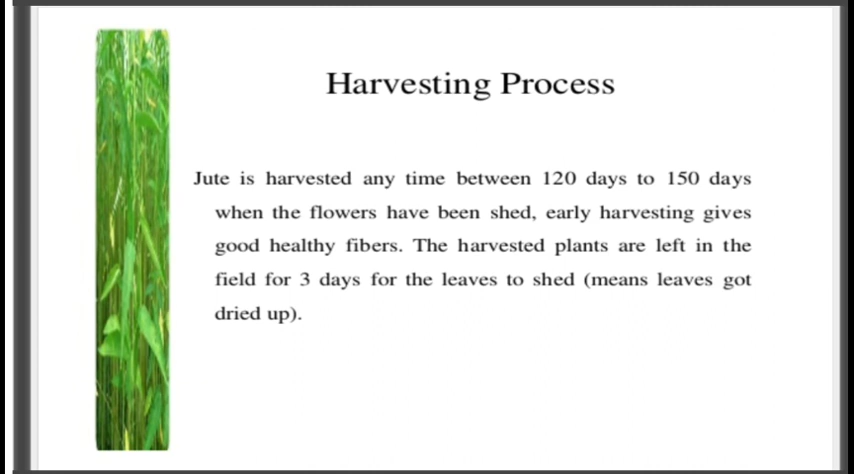 Harvesting Process
Jute is harvested any time between 120 days to 150 days
when the flowers have been shed, early harvesting gives
good healthy fibers. The harvested plants are left in the
field for 3 days for the leaves to shed (means leaves got
dried up).